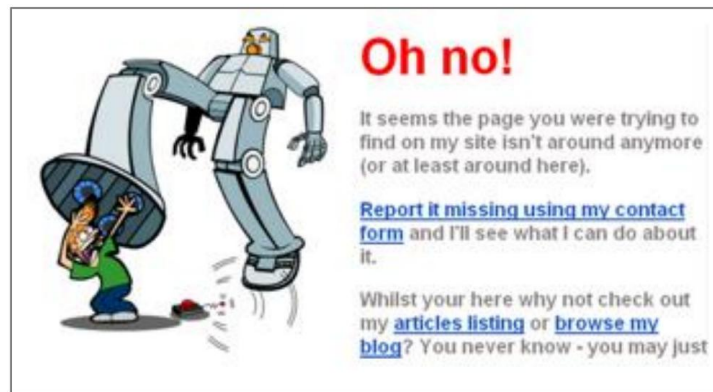 Oh no!
It seems the page you were trying to
find on my site isn't around anymore
(or at least around here).
Report it missing using my contact
form and I'll see what I can do about
it.
Whilst your here why not check out
my articles listing or browse my
blog? You never know - you may just